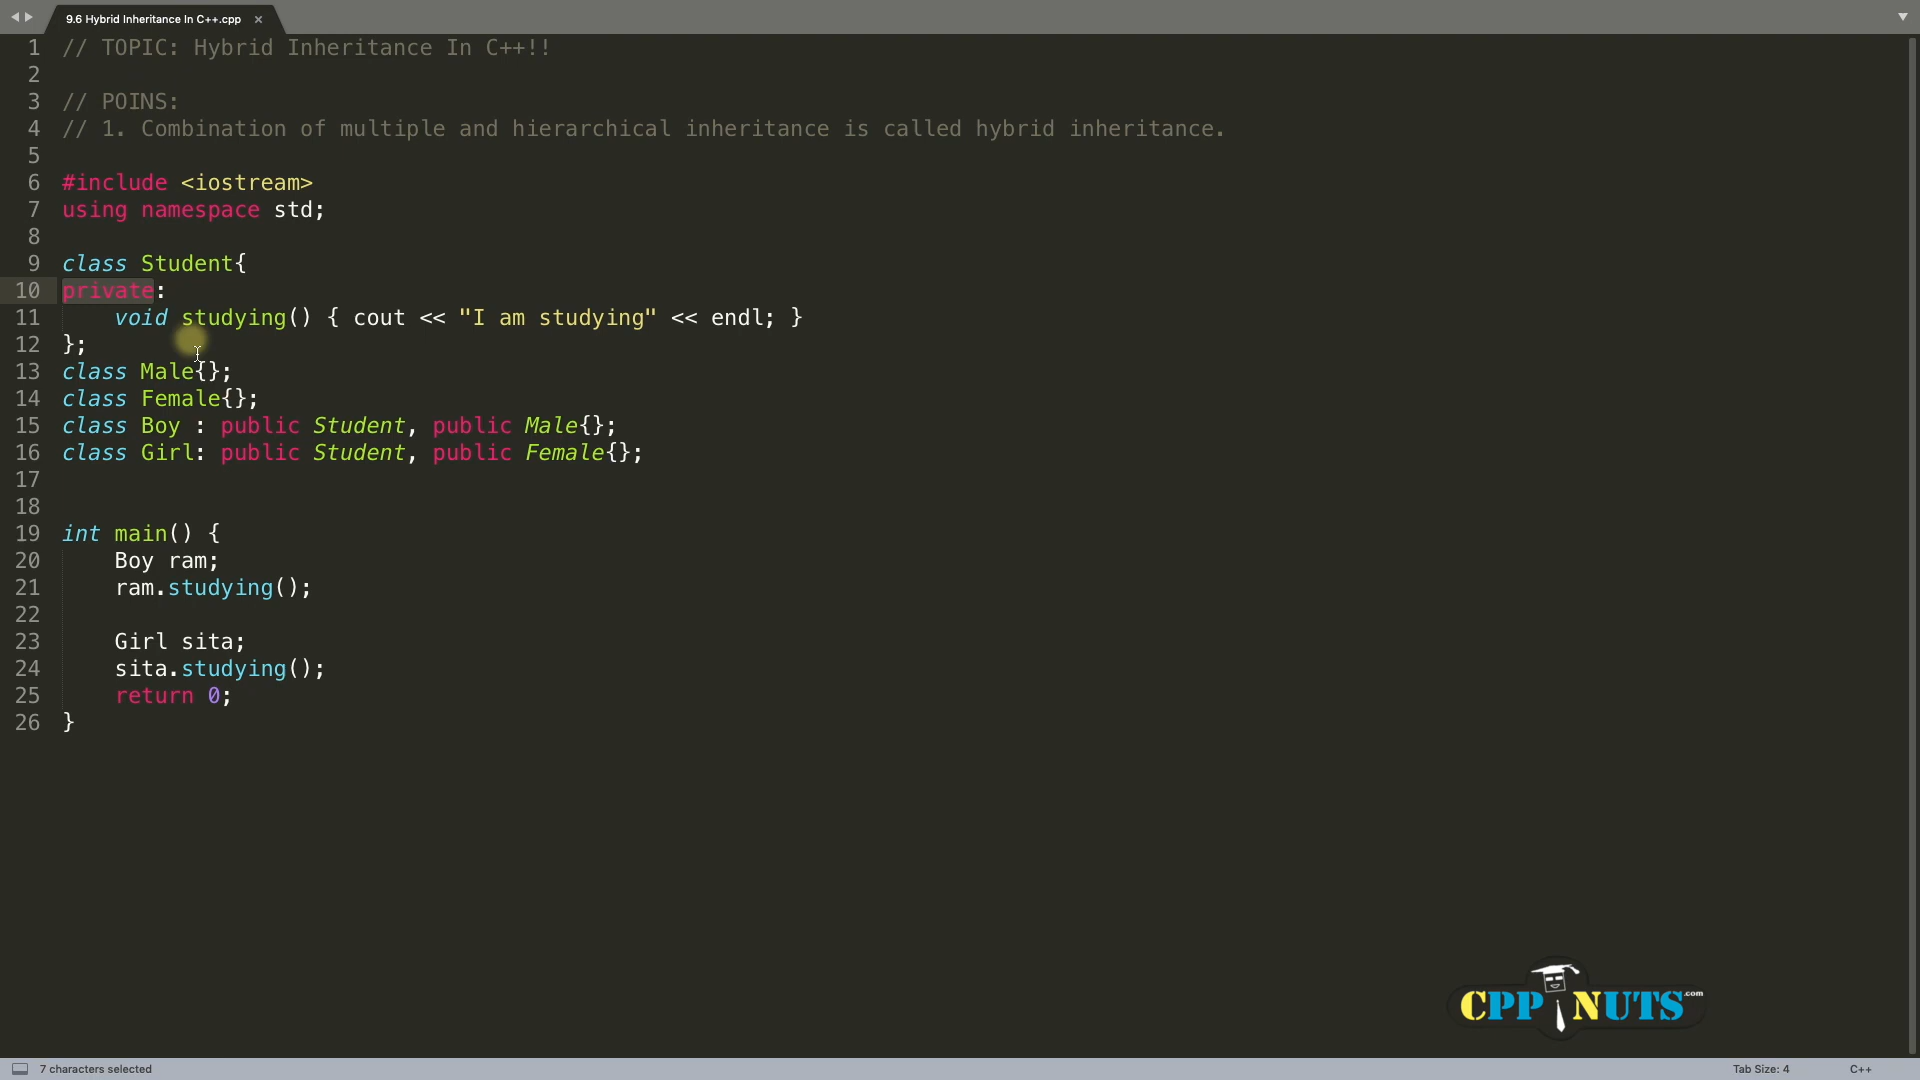 9.6 Hybrid Inheritance In C++.cpp ×
1 // TOPIC: Hybrid Inheritance In C++!!
2
3 // POINS:
4 // 1. Combination of multiple and hierarchical inheritance is called hybrid inheritance.
5
6 #include <iostream>
7 using namespace std;
8
9 class Student{
10 private:
11     void studying() { cout << "I am studying" << endl; }
12 };
13 class Male{};
14 class Female{};
15 class Boy : public Student, public Male{};
16 class Girl: public Student, public Female{};
17
18
19 int main() {
20     Boy ram;
21     ram.studying();
22
23     Girl sita;
24     sita.studying();
25     return 0;
26 }
CPP NUTS .com
7 characters selected Tab Size: 4 C++